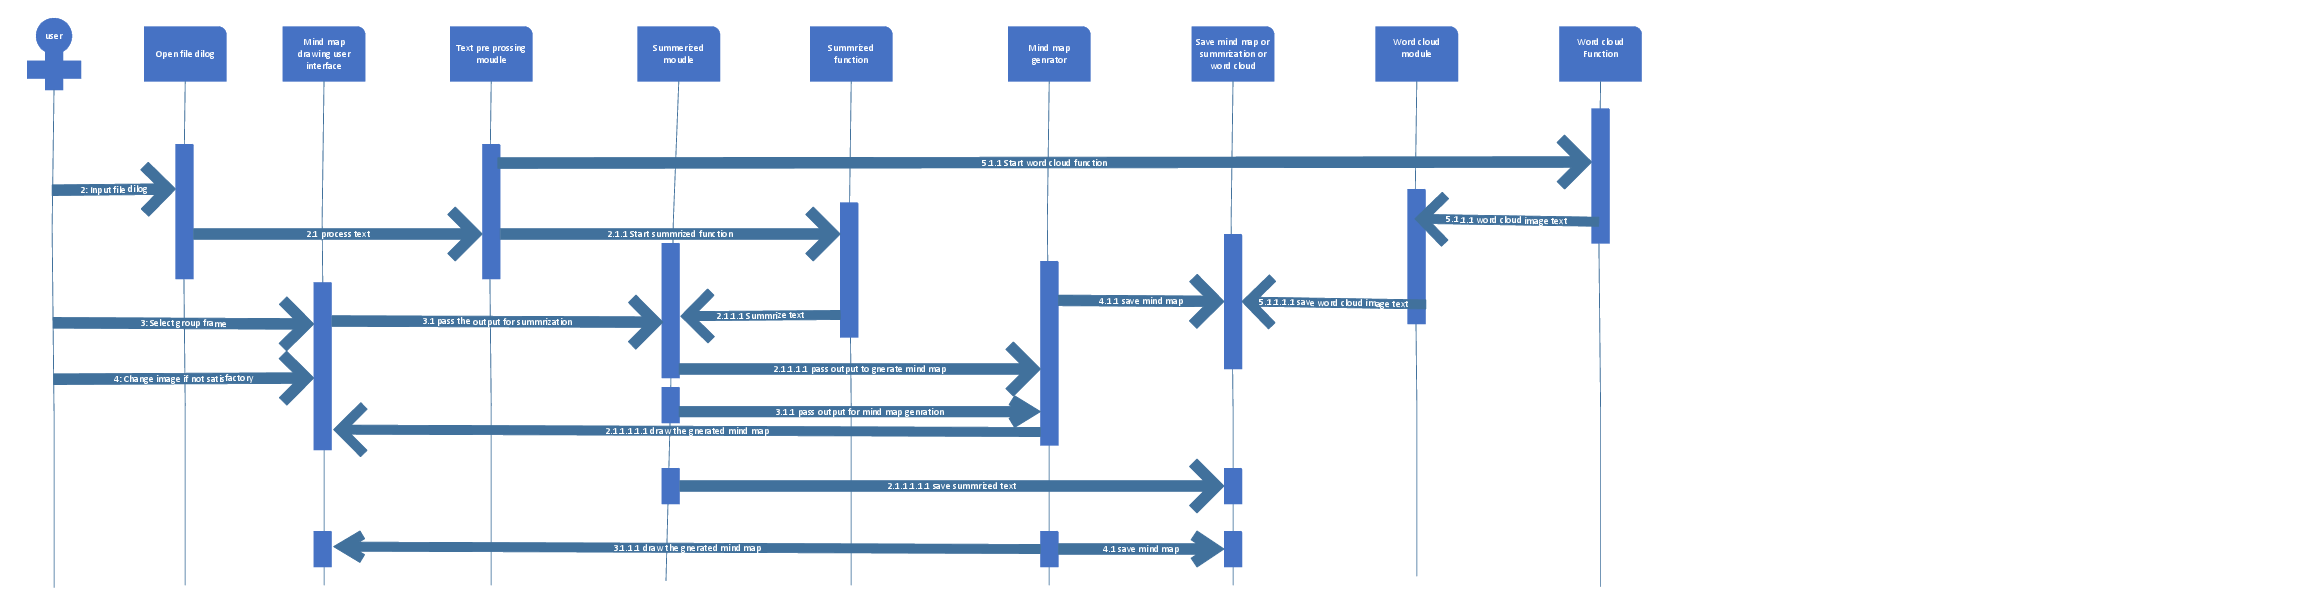 user
Open file dilog
Mind map
drawing user
interface
Text pre prossing
moudle
Summerized
moudle
Summrized
function
Mind map
genrator
Save mind map or
summrization or
word cloud
Word cloud
module
Word cloud
Function
5.1.1 Start word cloud function
2: Input file dilog
5.1.1.1 word cloud image text
2.1 process text
2.1.1 Start summrized function
4.1.1 save mind map
5.1.1.1.1 save word cloud image text
2.1.1.1 Summrize text
3: Select group frame
3.1 pass the output for summrization
2.1.1.1.1 pass output to gnerate mind map
4: Change image if not satisfactory
3.1.1 pass output for mind map genration
2.1.1.1.1.1 draw the gnerated mind map
2.1.1.1.1.1 save summrized text
3.1.1.1 draw the gnerated mind map
4.1 save mind map